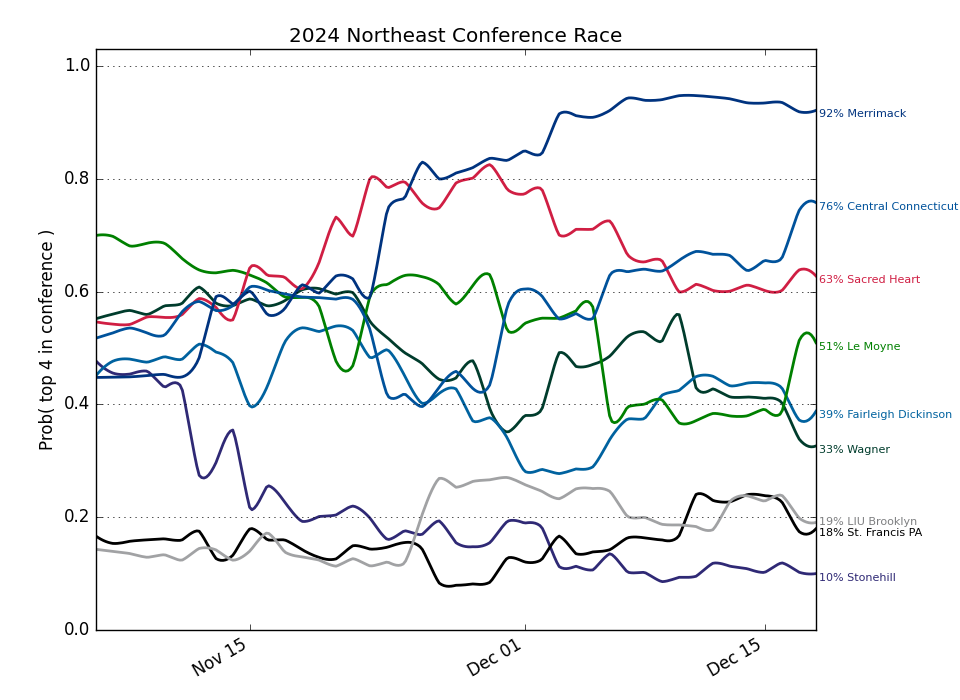 2024 Northeast Conference Race
Prob( top 4 in conference )
1.0
0.8
0.6
0.4
0.2
0.0
Nov 15
Dec 01
Dec 15
92% Merrimack
76% Central Connecticut
63% Sacred Heart
51% Le Moyne
39% Fairleigh Dickinson
33% Wagner
19% LIU Brooklyn
18% St. Francis PA
10% Stonehill